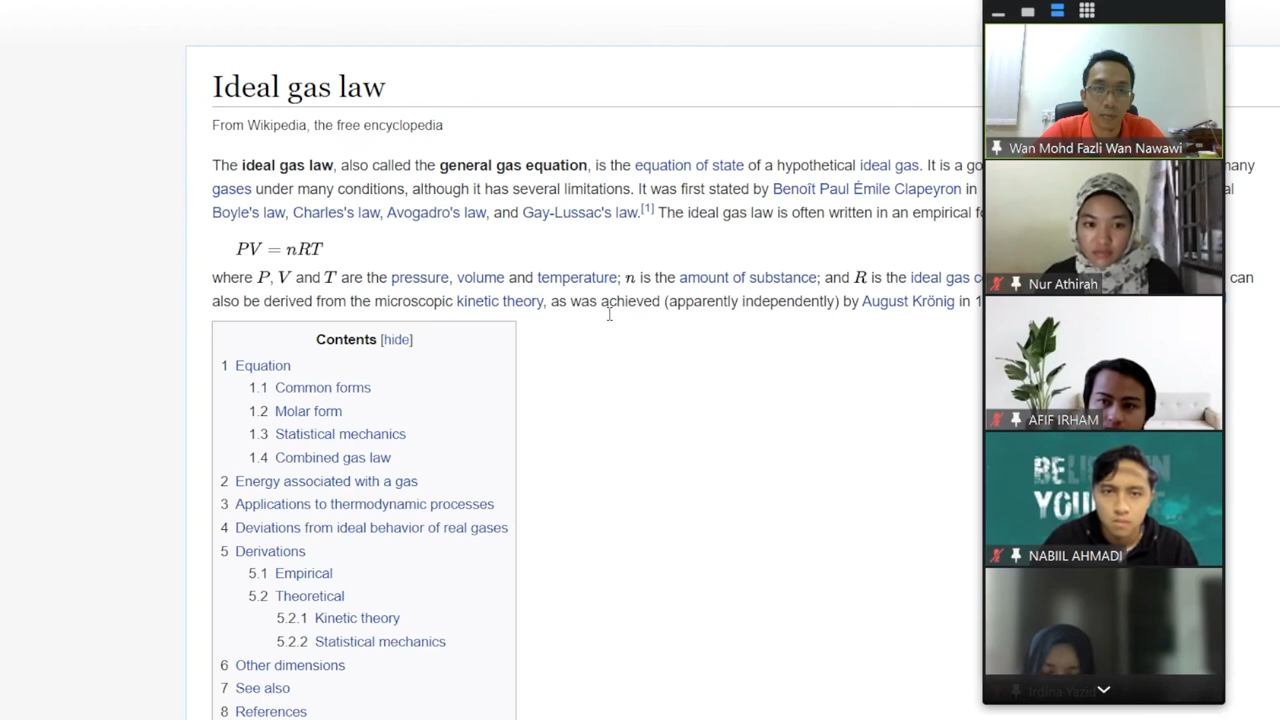 Ideal gas law
From Wikipedia, the free encyclopedia
The ideal gas law, also called the general gas equation, is the equation of state of a hypothetical ideal gas. It is a many
gases under many conditions, although it has several limitations. It was first stated by Benoît Paul Émile Clapeyron in
Boyle's law, Charles's law, Avogadro's law, and Gay-Lussac's law.[1] The ideal gas law is often written in an empirical
PV = nRT
where P, V and T are the pressure, volume and temperature; n is the amount of substance; and R is the ideal gas can
also be derived from the microscopic kinetic theory, as was achieved (apparently independently) by August Krönig in
Contents [hide]
1 Equation
1.1 Common forms
1.2 Molar form
1.3 Statistical mechanics
1.4 Combined gas law
2 Energy associated with a gas
3 Applications to thermodynamic processes
4 Deviations from ideal behavior of real gases
5 Derivations
5.1 Empirical
5.2 Theoretical
5.2.1 Kinetic theory
5.2.2 Statistical mechanics
6 Other dimensions
7 See also
8 References
Wan Mohd Fazli Wan Nawawi
Nur Athirah
AFIF IRHAM
BE IN
YOU
NABIIL AHMADI
Irdina Yazid